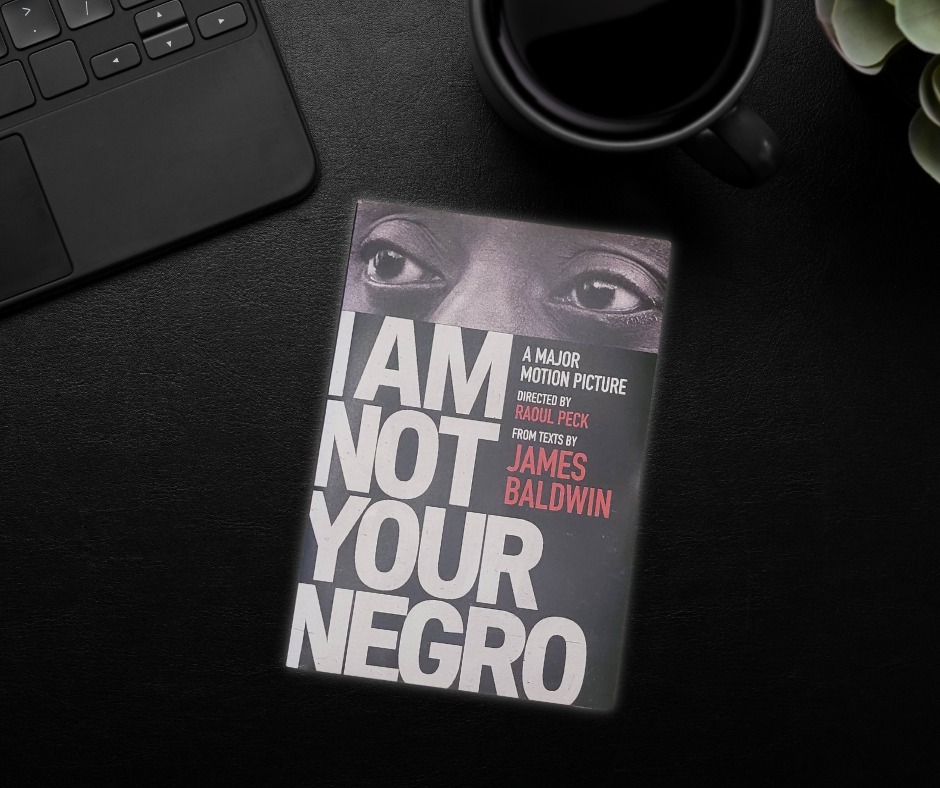 I AM
NOT
YOUR
NEGRO
A MAJOR
MOTION PICTURE
DIRECTED BY
RAOUL PECK
FROM TEXTS BY
JAMES
BALDWIN